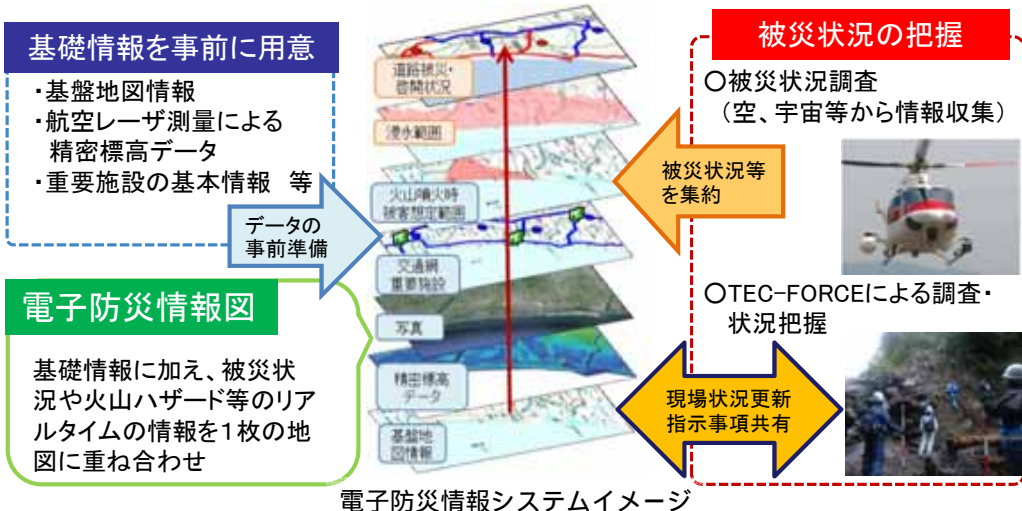 基礎情報を事前に用意
・基盤地図情報
・航空レーザ測量による
精密標高データ
・重要施設の基本情報　等
データの
事前準備
電子防災情報図
基礎情報に加え、被災状
況や火山ハザード等のリア
ルタイムの情報を1枚の地
図に重ね合わせ
道路被災・
啓開状況
浸水範囲
火山噴火時
被害想定範囲
交通網
重要施設
写真
精密標高
データ
基盤地
図情報
被災状況の把握
○被災状況調査
（空、宇宙等から情報収集）
被災状況等
を集約
○TEC-FORCEによる調査・
状況把握
現場状況更新
指示事項共有
電子防災情報システムイメージ